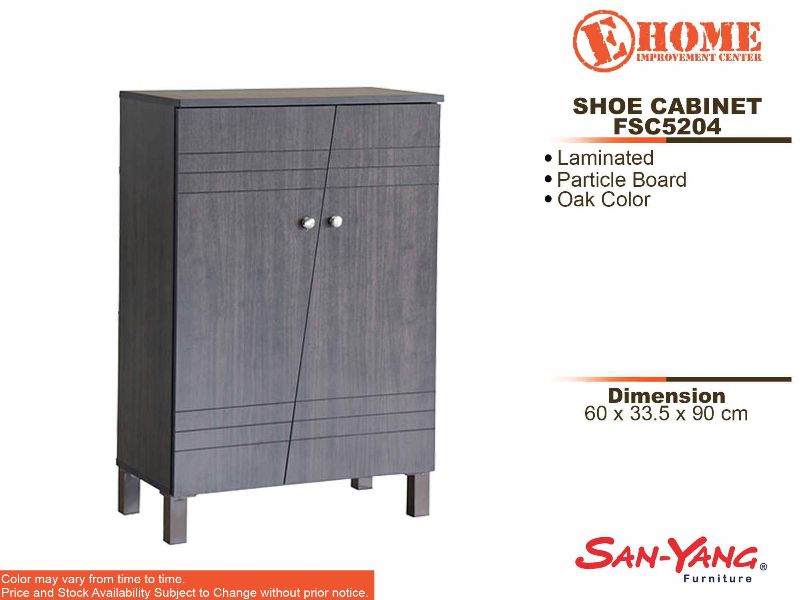 E HOME
IMPROVEMENT CENTER
SHOE CABINET
FSC5204
• Laminated
• Particle Board
• Oak Color
Dimension
60 x 33.5 x 90 cm
SAN-YANG®
Furniture
Color may vary from time to time.
Price and Stock Availability Subject to Change without prior notice.